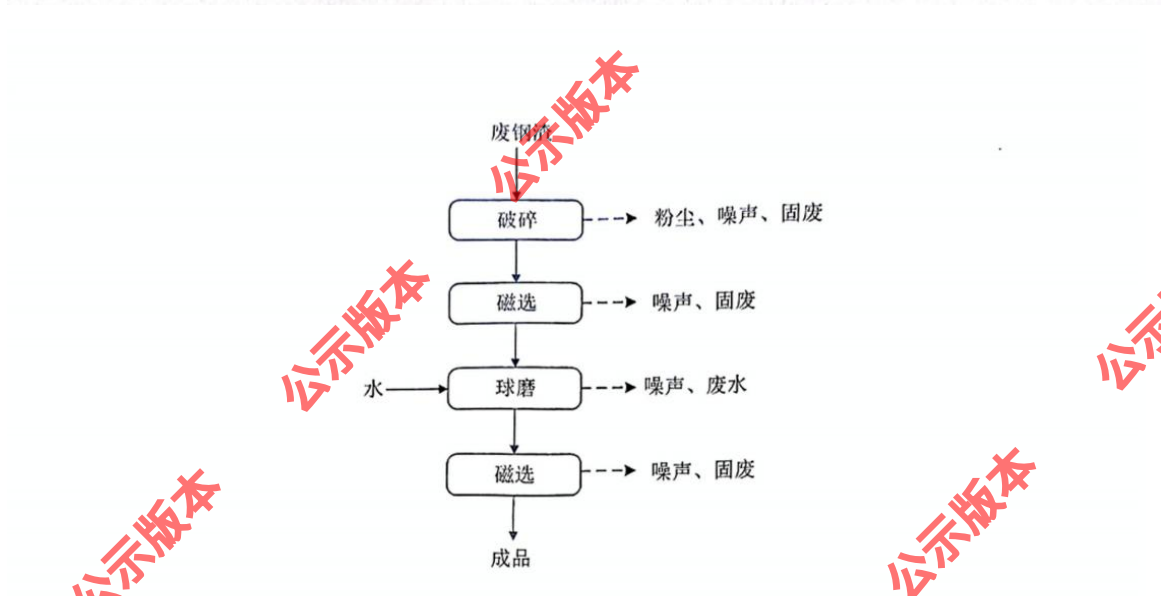 废钢渣
破碎
粉尘、噪声、固废
磁选
噪声、固废
水
球磨
噪声、废水
磁选
噪声、固废
成品
公示版本
公示版本
公示版本
公示版本
公示